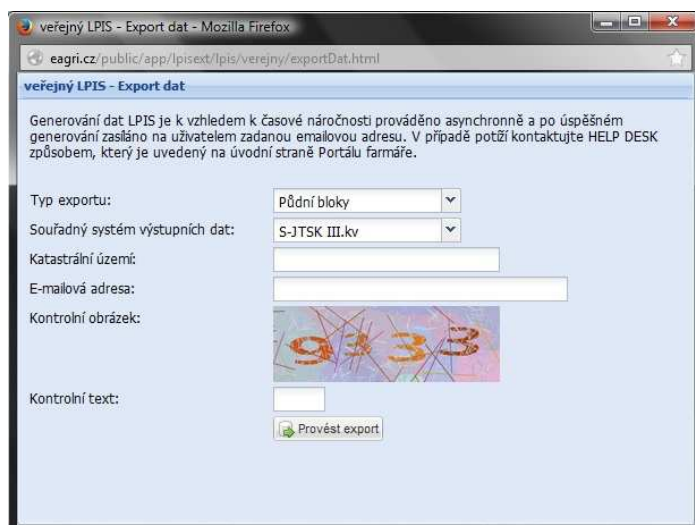 veřejný LPIS - Export dat - Mozilla Firefox
eagri.cz/public/app/lpisext/lpis/verejny/exportDat.html
veřejný LPIS - Export dat
Generování dat LPIS je k vzhledem k časové náročnosti prováděno asynchronně a po úspěšném
generování zasíláno na uživatelem zadanou emailovou adresu. V případě potíží kontaktujte HELP DESK
způsobem, který je uvedený na úvodní straně Portálu farmáře.
Typ exportu: Půdní bloky
Souřadný systém výstupních dat: S-JTSK III.kv
Katastrální území:
E-mailová adresa:
Kontrolní obrázek: 9333
Kontrolní text:
Provést export